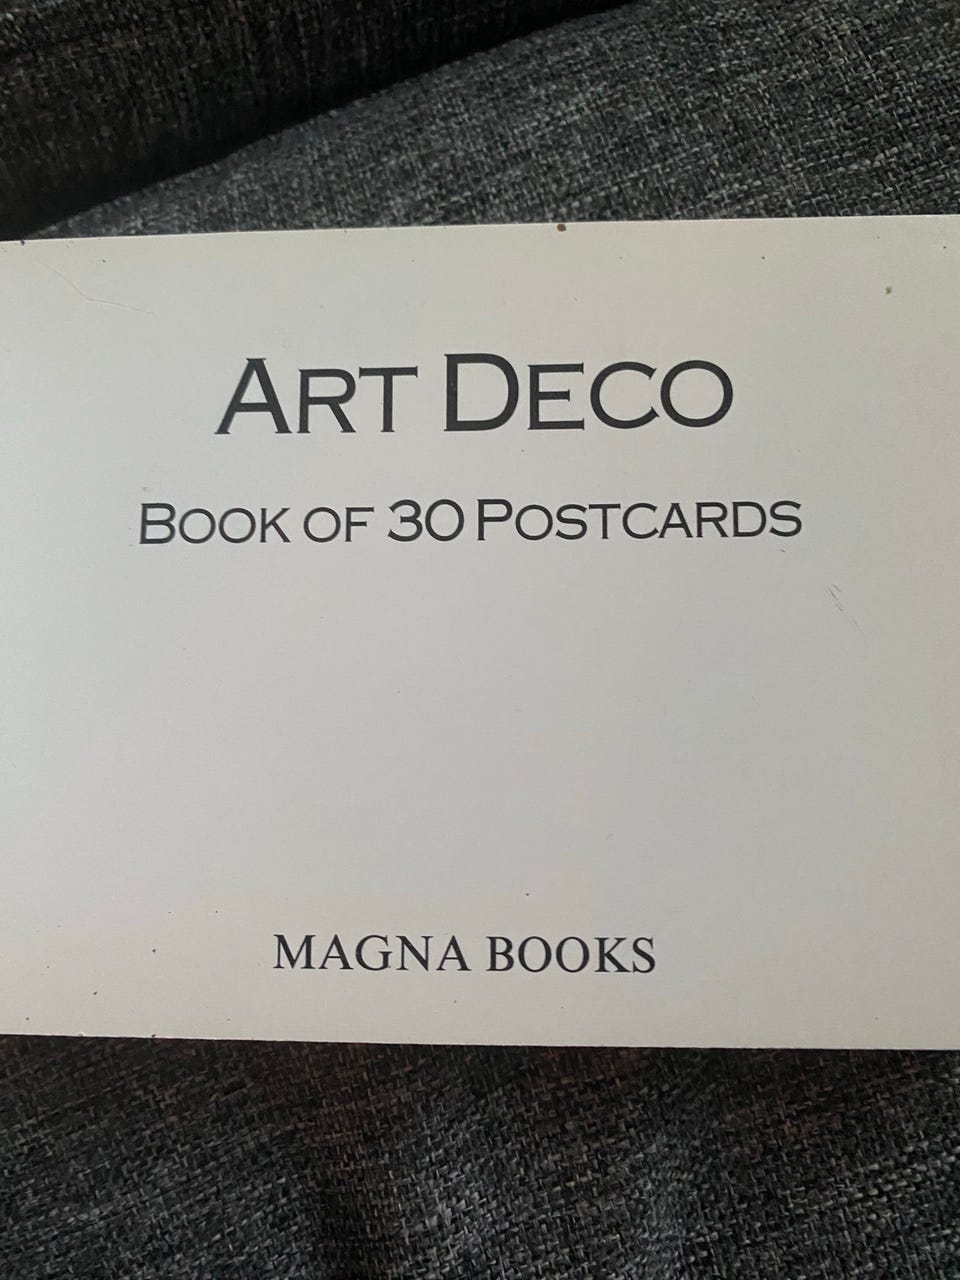 ART DECO
BOOK OF 30 POSTCARDS
MAGNA BOOKS